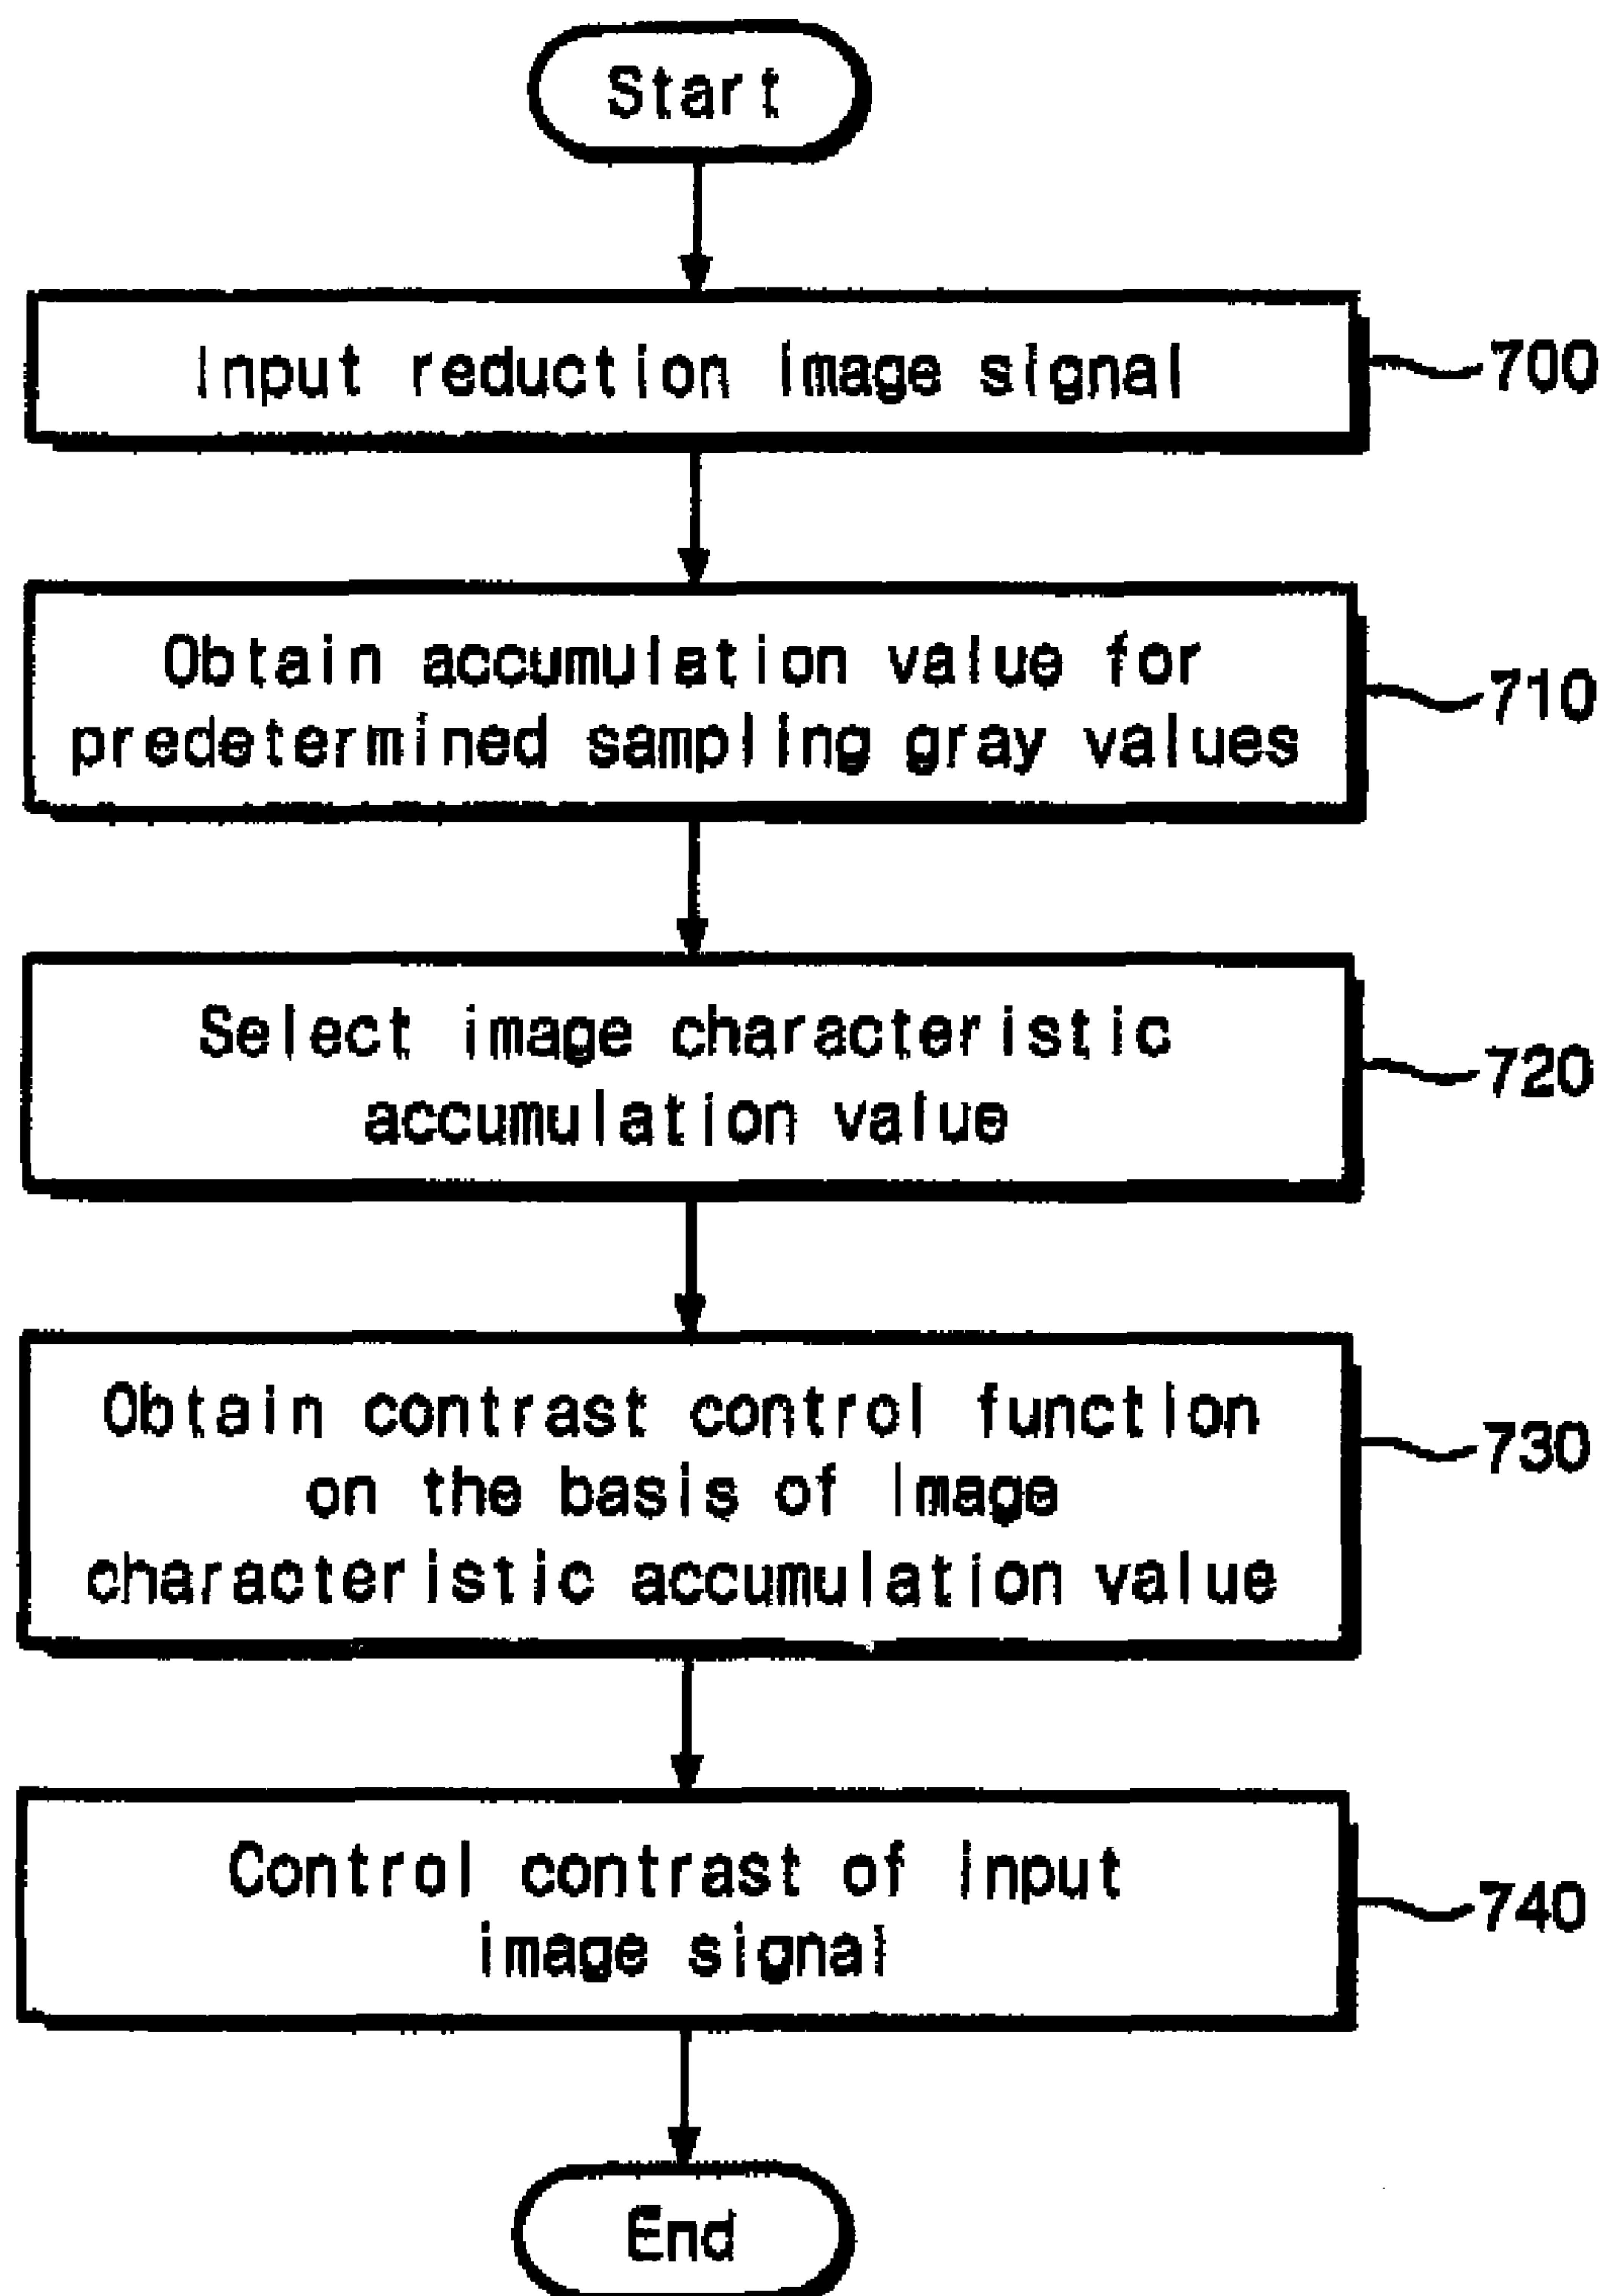 Start
Input reduction image signal
700
Obtain accumulation value for
predetermined sampling gray values
710
Select image characteristic
accumulation value
720
Obtain contrast control function
on the basis of image
characteristic accumulation value
730
Control contrast of input
image signal
740
End